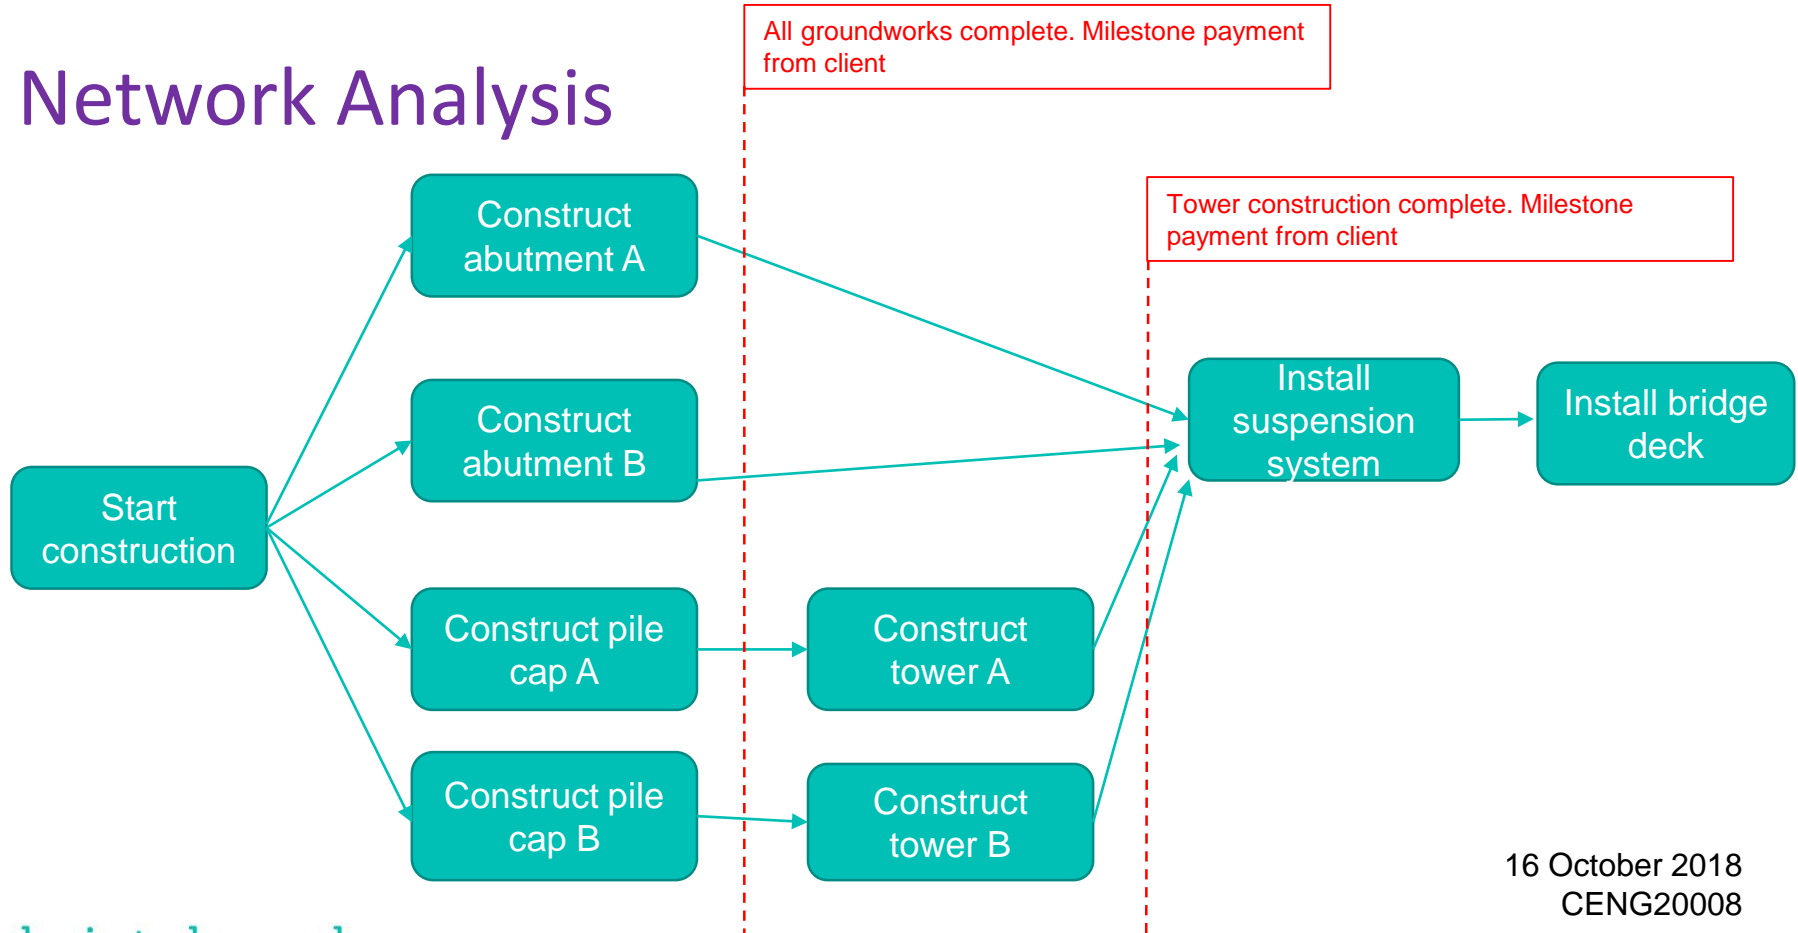 Network Analysis
All groundworks complete. Milestone payment
from client
Tower construction complete. Milestone
payment from client
Construct
abutment A
Construct
abutment B
Start
construction
Construct pile
cap A
Construct pile
cap B
Construct
tower A
Construct
tower B
Install
suspension
system
Install bridge
deck
16 October 2018
CENG20008